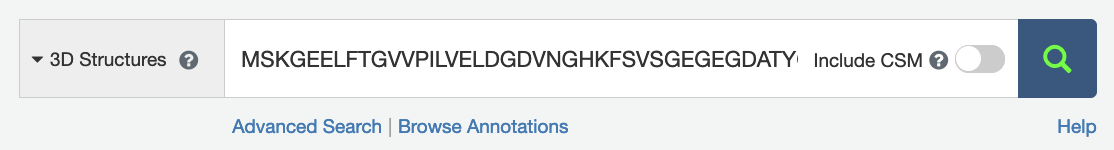 3D Structures ? MSKGEELFTGVVPILVELDGDVNGHKFSVSGEGEGDATY Include CSM ?
Advanced Search | Browse Annotations Help